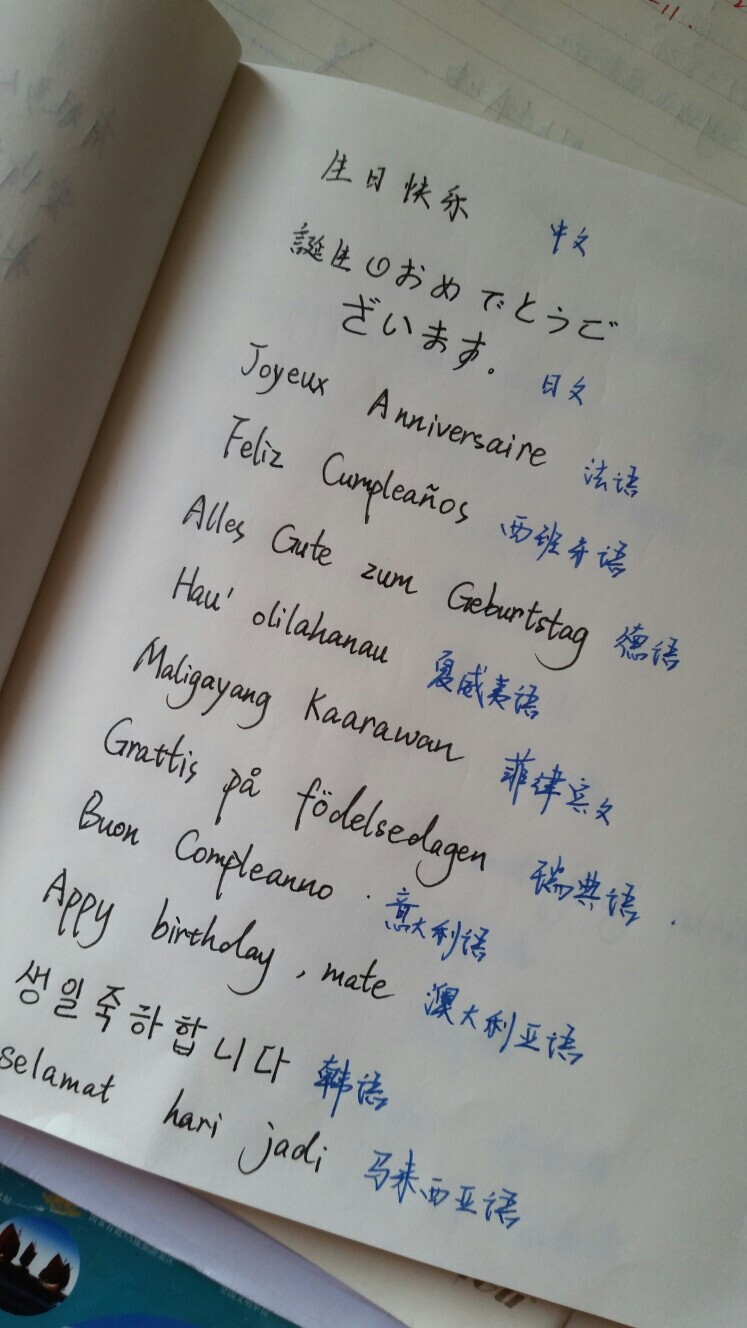 生日快乐 中文
誕生日おめでとうご
ざいます。 日文
Joyeux Anniversaire 法语
Feliz Cumpleaños 西班牙语
Alles Gute zum Geburtstag 德语
Hau' olilahanau 夏威夷语
Maligayang Kaarawan 菲律宾文
Grattis på födelsedagen 瑞典语.
Buon Compleanno. 意大利语
Appy birthday, mate 澳大利亚语
생일축하합니다 韩语
selamat hari jadi 马来西亚语